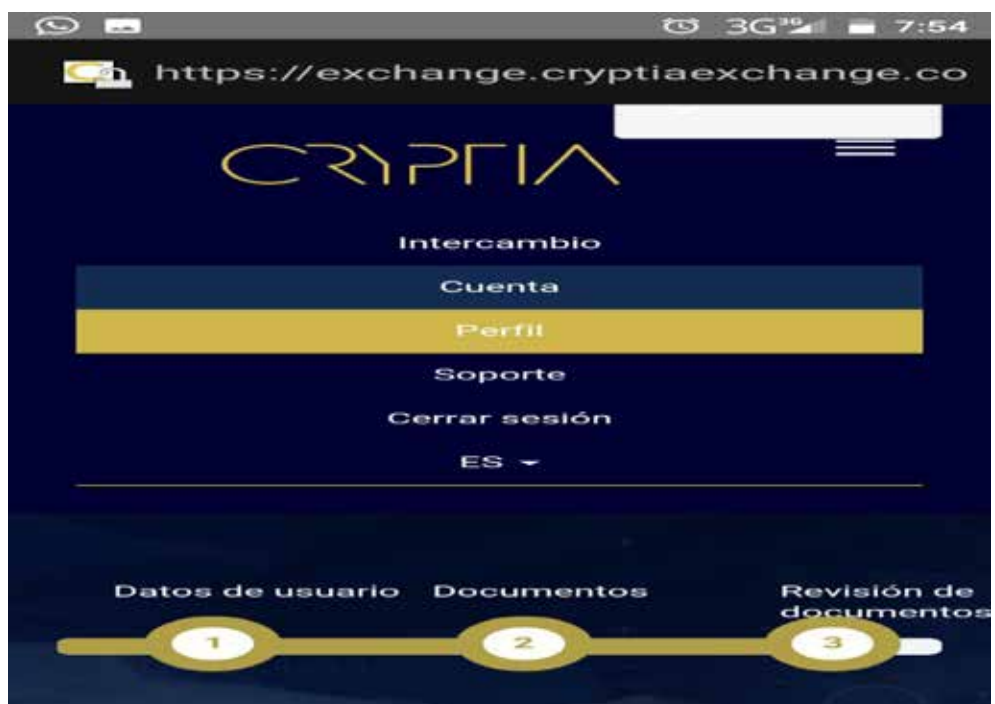 3G 3G 7:54
https://exchange.cryptiaexchange.co
CRYPTIA
Intercambio
Cuenta
Perfil
Soporte
Cerrar sesión
ES
Datos de usuario Documentos Revisión de
documentos
1 2 3